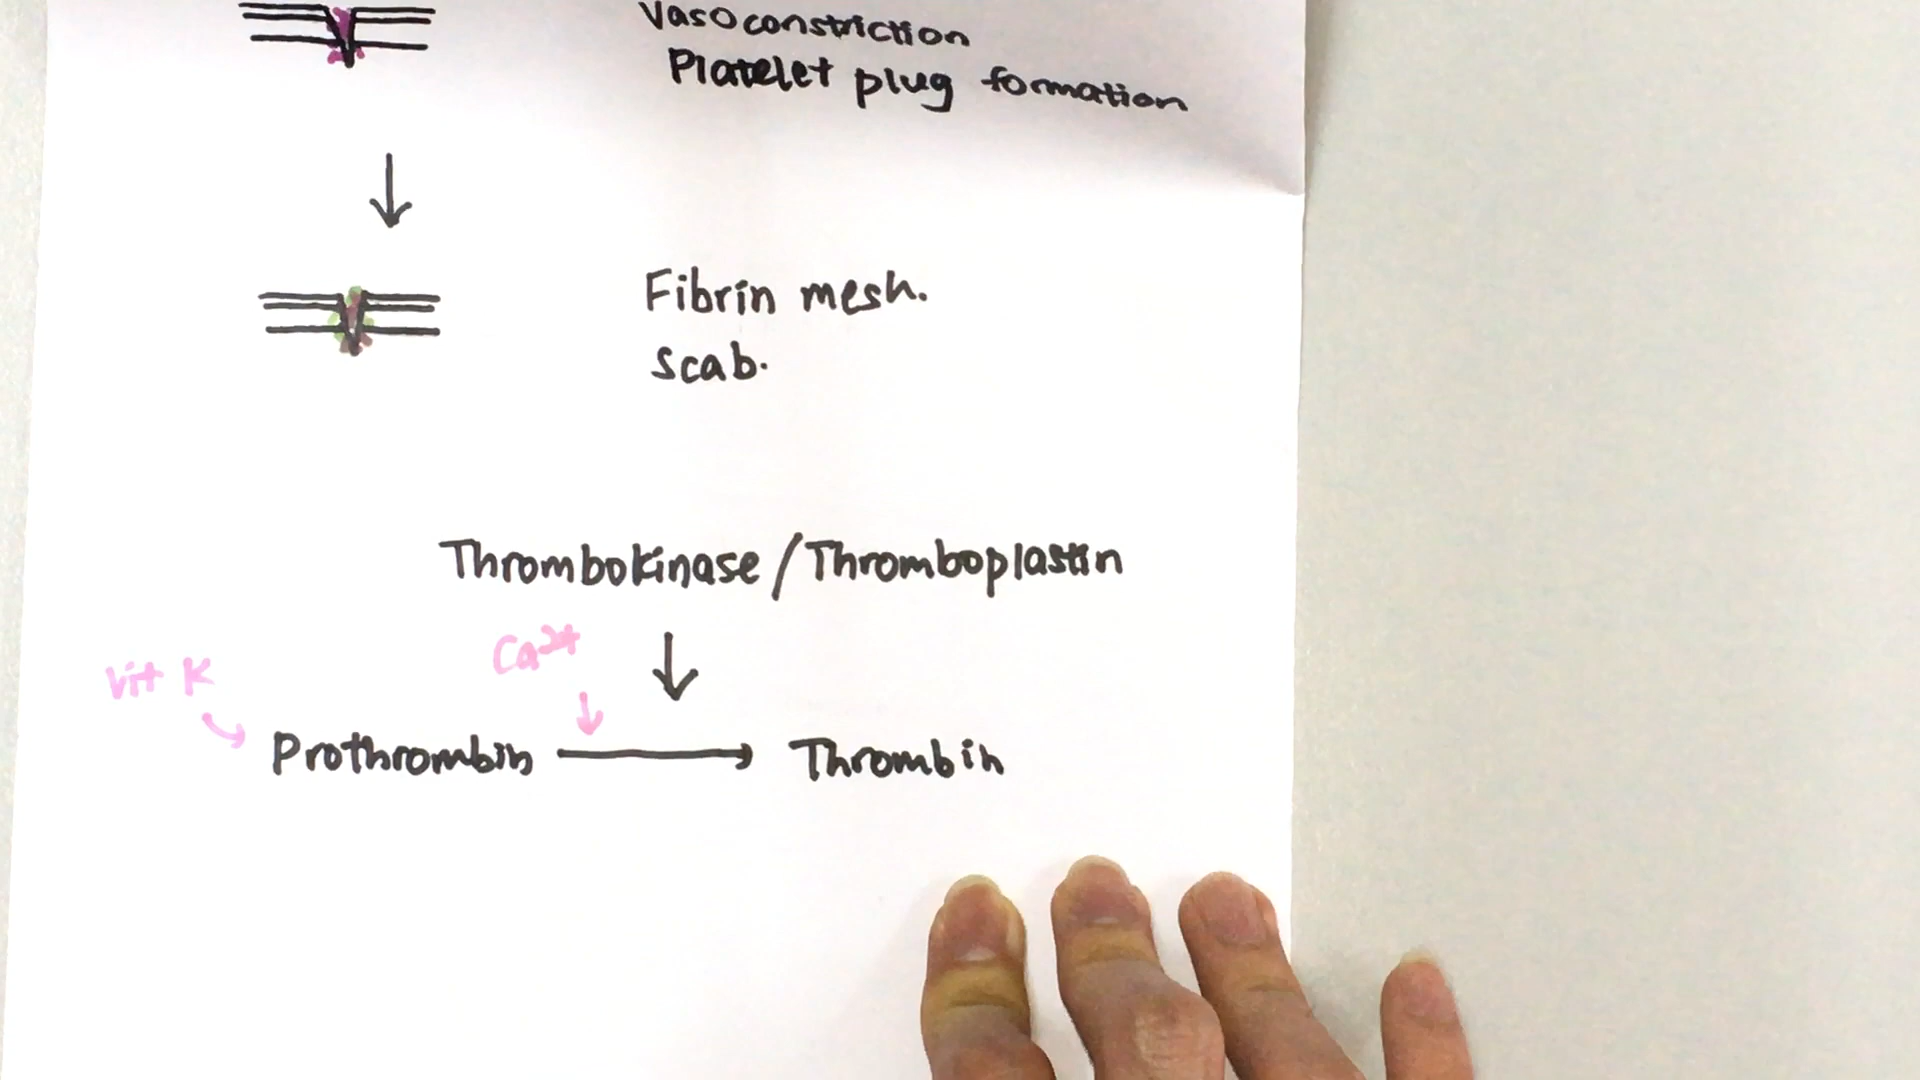 Vasoconstriction
Platelet plug formation
Fibrin mesh.
scab.
Thrombokinase / Thromboplastin
Ca2+
Vit K
Prothrombin
Thrombin